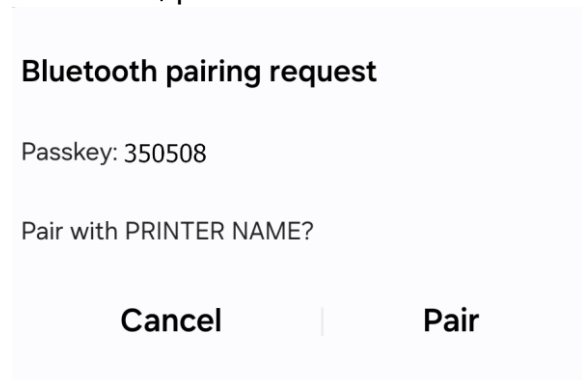 Bluetooth pairing request
Passkey: 350508
Pair with PRINTER NAME?
Cancel
Pair